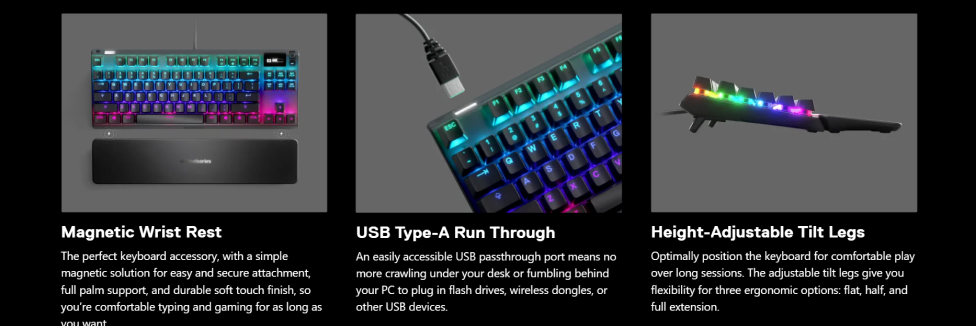 Magnetic Wrist Rest
The perfect keyboard accessory, with a simple
magnetic solution for easy and secure attachment,
full palm support, and durable soft touch finish, so
you're comfortable typing and gaming for as long as
you want.
USB Type-A Run Through
An easily accessible USB passthrough port means no
more crawling under your desk or fumbling behind
your PC to plug in flash drives, wireless dongles, or
other USB devices.
Height-Adjustable Tilt Legs
Optimally position the keyboard for comfortable play
over long sessions. The adjustable tilt legs give you
flexibility for three ergonomic options: flat, half, and
full extension.